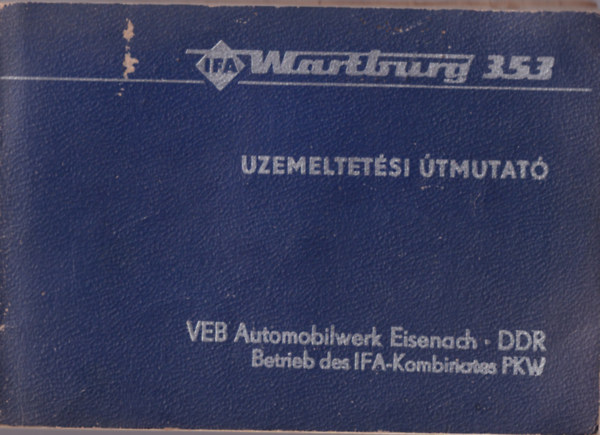 IFA Wartburg 353
UZEMELTETÉSI ÚTMUTATÓ
VEB Automobilwerk Eisenach · DDR
Betrieb des IFA-Kombinates PKW